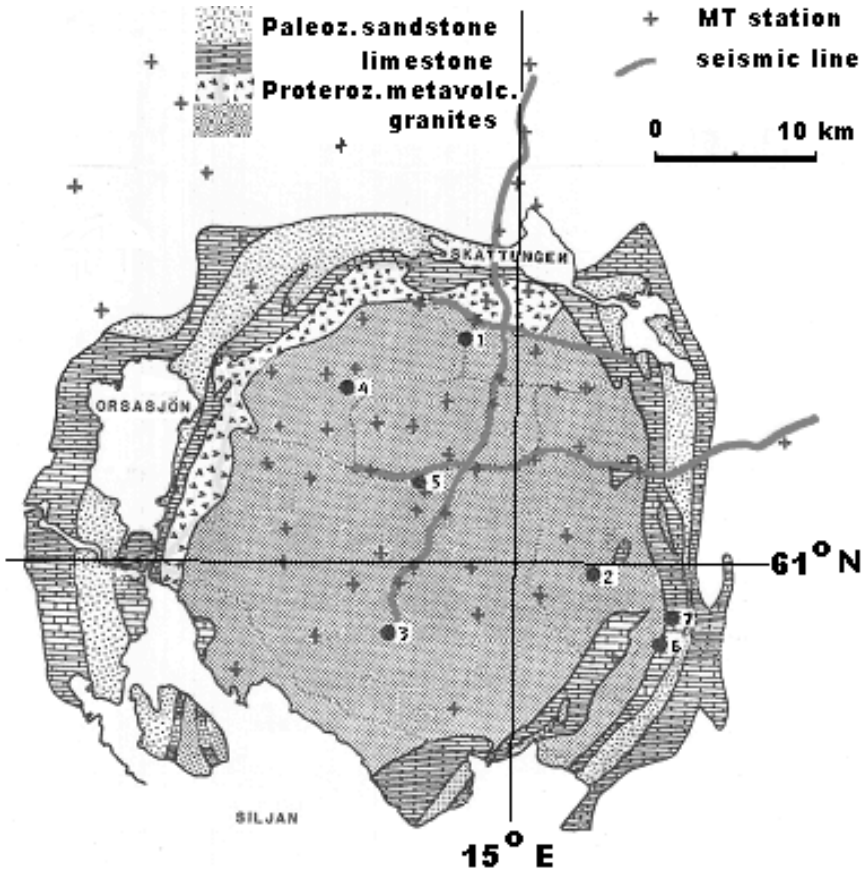 Paleoz.sandstone
limestone
Proteroz.metavolc.
granites
MT station
seismic line
0 10 km
SKATTUNGEN
1
4
ORSASJÖN
5
61° N
2
7
6
3
SILJAN
15° E